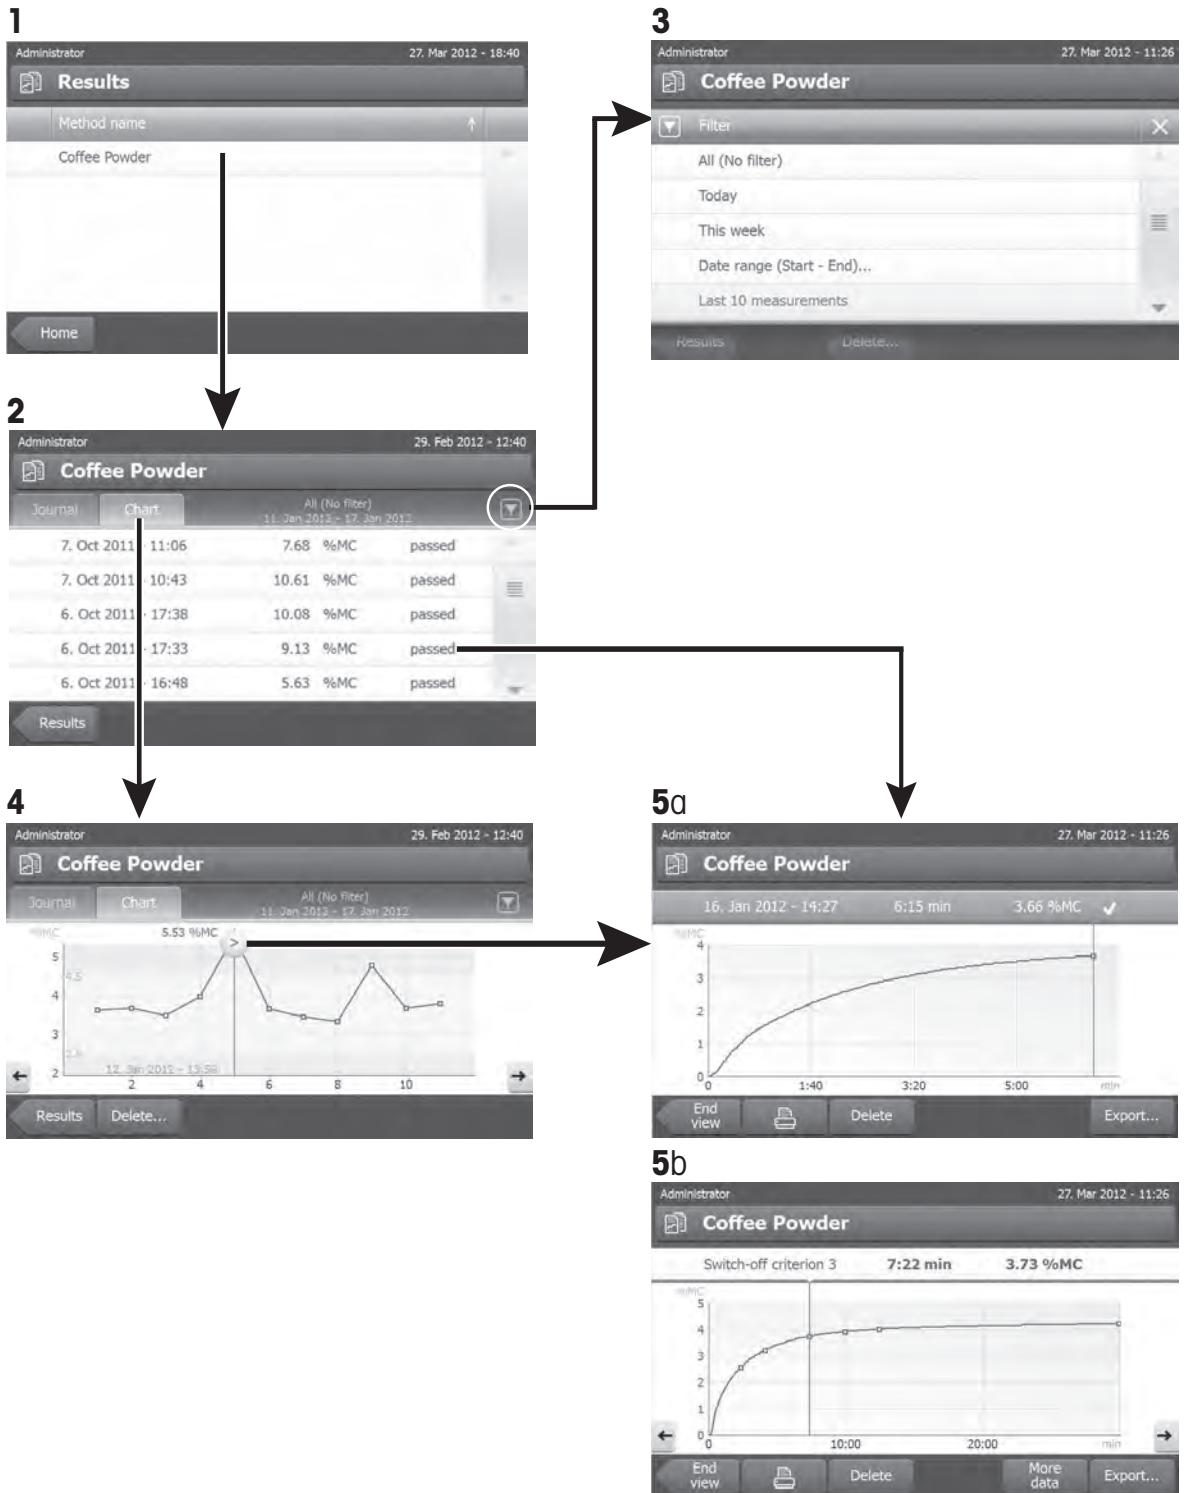 1
Administrator 27. Mar 2012 - 18:40
Results
Method name
Coffee Powder
Home
3
Administrator 27. Mar 2012 - 11:26
Coffee Powder
Filter
All (No filter)
Today
This week
Date range (Start - End)...
Last 10 measurements
Results Delete...
2
Administrator 29. Feb 2012 - 12:40
Coffee Powder
Journal Chart All (No filter)
11. Jan 2012 - 17. Jan 2012
7. Oct 2011 - 11:06 7.68 %MC passed
7. Oct 2011 - 10:43 10.61 %MC passed
6. Oct 2011 - 17:38 10.08 %MC passed
6. Oct 2011 - 17:33 9.13 %MC passed
6. Oct 2011 - 16:48 5.63 %MC passed
Results
4
Administrator 29. Feb 2012 - 12:40
Coffee Powder
Journal Chart All (No filter)
11. Jan 2012 - 17. Jan 2012
%MC 5.53 %MC
5
4.5
4
3
2
12. Jan 2012 -
2 4 6 8 10
Results Delete...
5a
Administrator 27. Mar 2012 - 11:26
Coffee Powder
16. Jan 2012 - 14:27 6:15 min 3.66 %MC
%MC
4
3
2
1
0
0 1:40 3:20 5:00 min
End view Delete Export...
5b
Administrator 27. Mar 2012 - 11:26
Coffee Powder
Switch-off criterion 3 7:22 min 3.73 %MC
%MC
5
4
3
2
1
0
0 10:00 20:00 min
End view Delete More data Export...